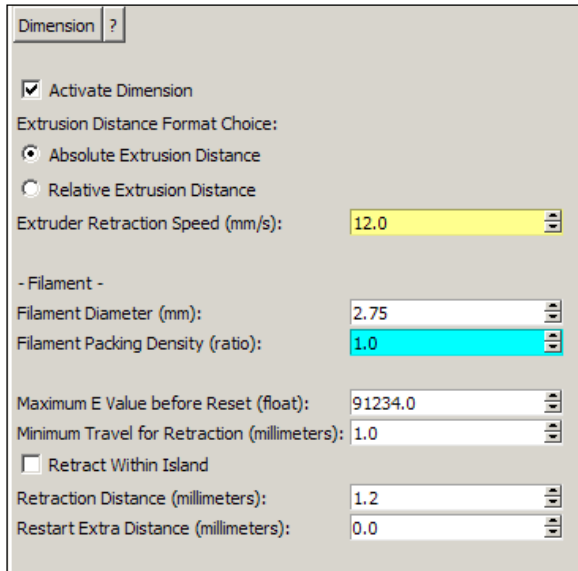 Dimension ?
Activate Dimension
Extrusion Distance Format Choice:
Absolute Extrusion Distance
Relative Extrusion Distance
Extruder Retraction Speed (mm/s): 12.0
- Filament -
Filament Diameter (mm): 2.75
Filament Packing Density (ratio): 1.0
Maximum E Value before Reset (float): 91234.0
Minimum Travel for Retraction (millimeters): 1.0
Retract Within Island
Retraction Distance (millimeters): 1.2
Restart Extra Distance (millimeters): 0.0